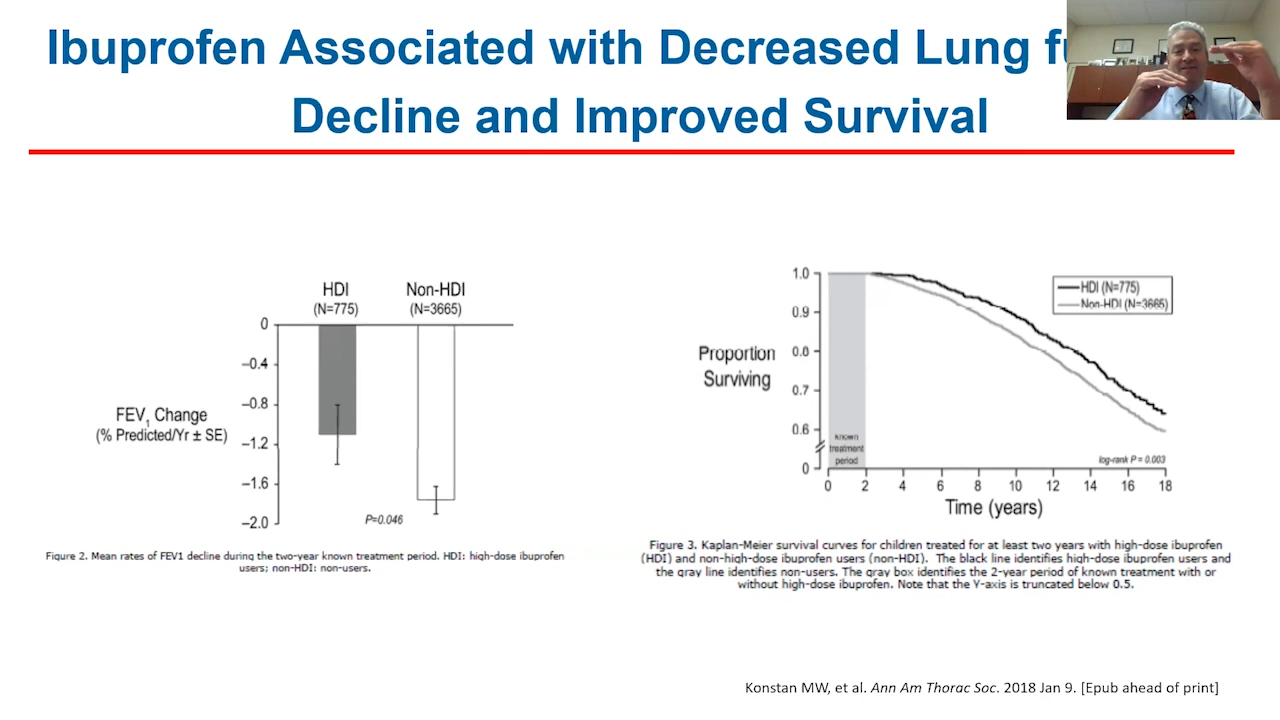 Ibuprofen Associated with Decreased Lung
Decline and Improved Survival
HDI
(N=775)
Non-HDI
(N=3665)
0
–0.4
–0.8
–1.2
–1.6
–2.0
FEV1 Change
(% Predicted/Yr ± SE)
P=0.046
Figure 2. Mean rates of FEV1 decline during the two-year known treatment period. HDI: high-dose ibuprofen
users; non-HDI: non-users.
1.0
0.9
0.8
0.7
0.6
0
Proportion
Surviving
HDI (N=775)
Non-HDI (N=3665)
known
treatment
period
log-rank P = 0.003
0 2 4 6 8 10 12 14 16 18
Time (years)
Figure 3. Kaplan-Meier survival curves for children treated for at least two years with high-dose ibuprofen
(HDI) and non-high-dose ibuprofen users (non-HDI). The black line identifies high-dose ibuprofen users and
the gray line identifies non-users. The gray box identifies the 2-year period of known treatment with or
without high-dose ibuprofen. Note that the Y-axis is truncated below 0.5.
Konstan MW, et al. Ann Am Thorac Soc. 2018 Jan 9. [Epub ahead of print]